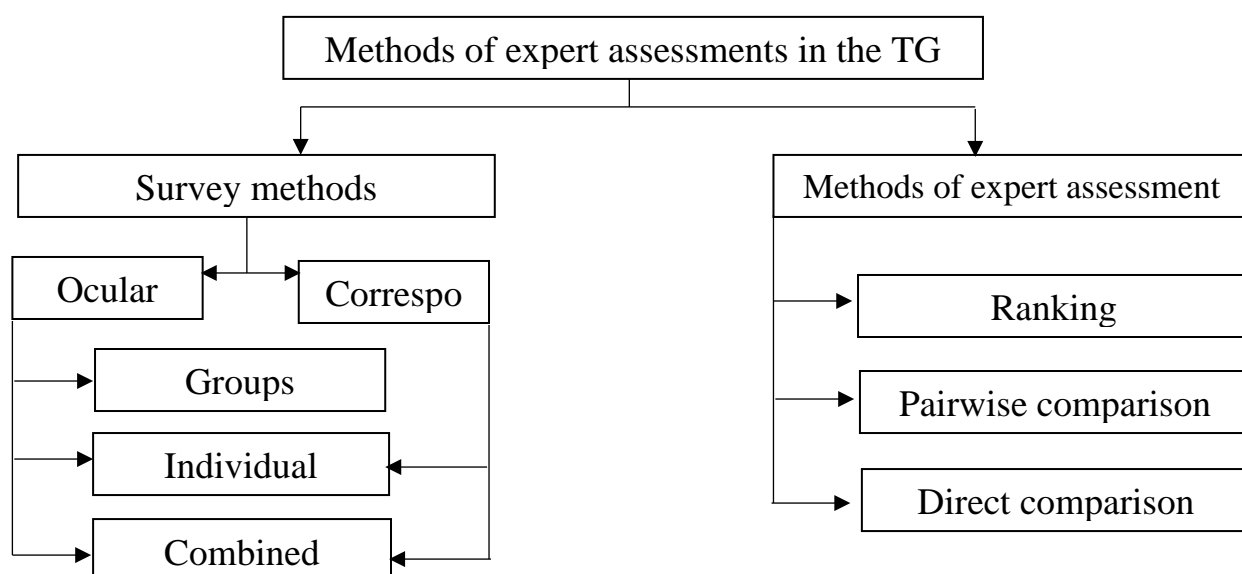 Methods of expert assessments in the TG
Survey methods
Methods of expert assessment
Ocular
Correspo
Ranking
Groups
Pairwise comparison
Individual
Direct comparison
Combined